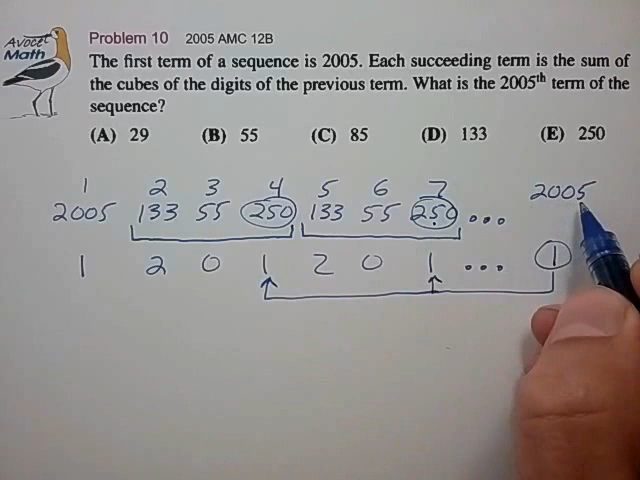 Avocet
Math
Problem 10 2005 AMC 12B
The first term of a sequence is 2005. Each succeeding term is the sum of
the cubes of the digits of the previous term. What is the 2005th term of the
sequence?
(A) 29 (B) 55 (C) 85 (D) 133 (E) 250
1 2 3 4 5 6 7 2005
2005 133 55 250 133 55 250 ...
1 2 0 1 2 0 1 ... 1